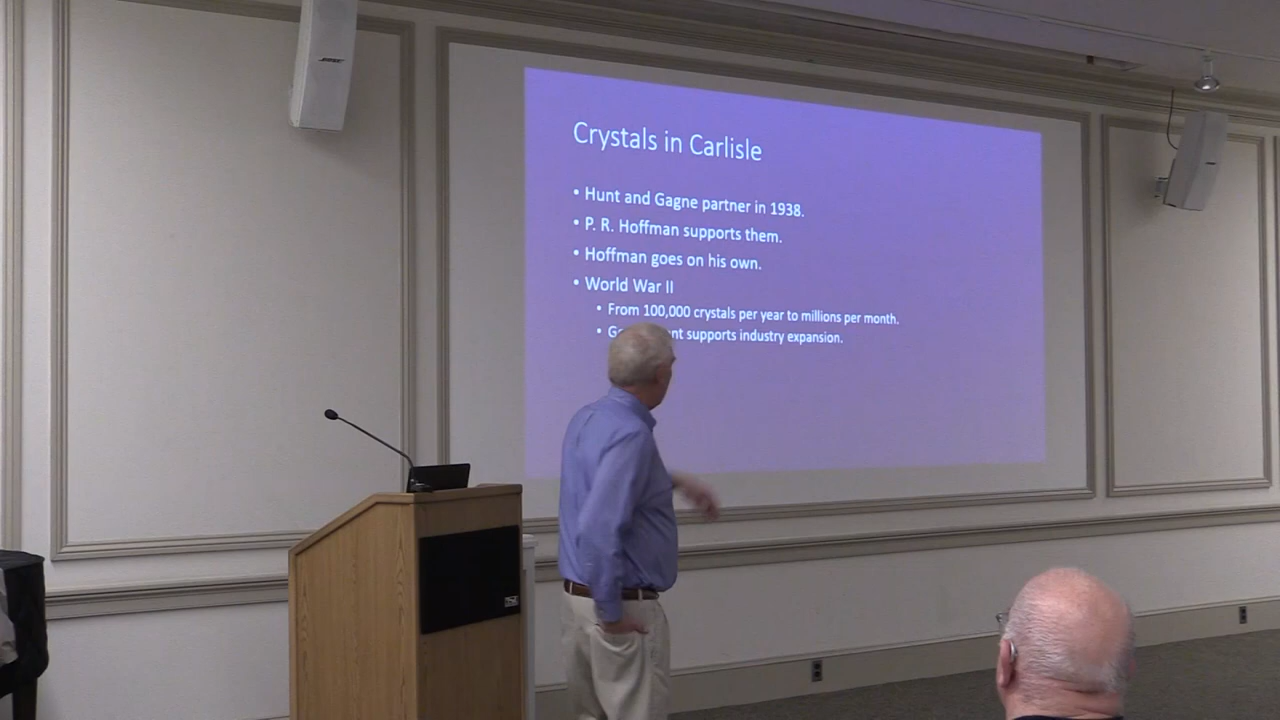 BOSE
Crystals in Carlisle
• Hunt and Gagne partner in 1938.
• P. R. Hoffman supports them.
• Hoffman goes on his own.
• World War II
• From 100,000 crystals per year to millions per month.
• supports industry expansion.